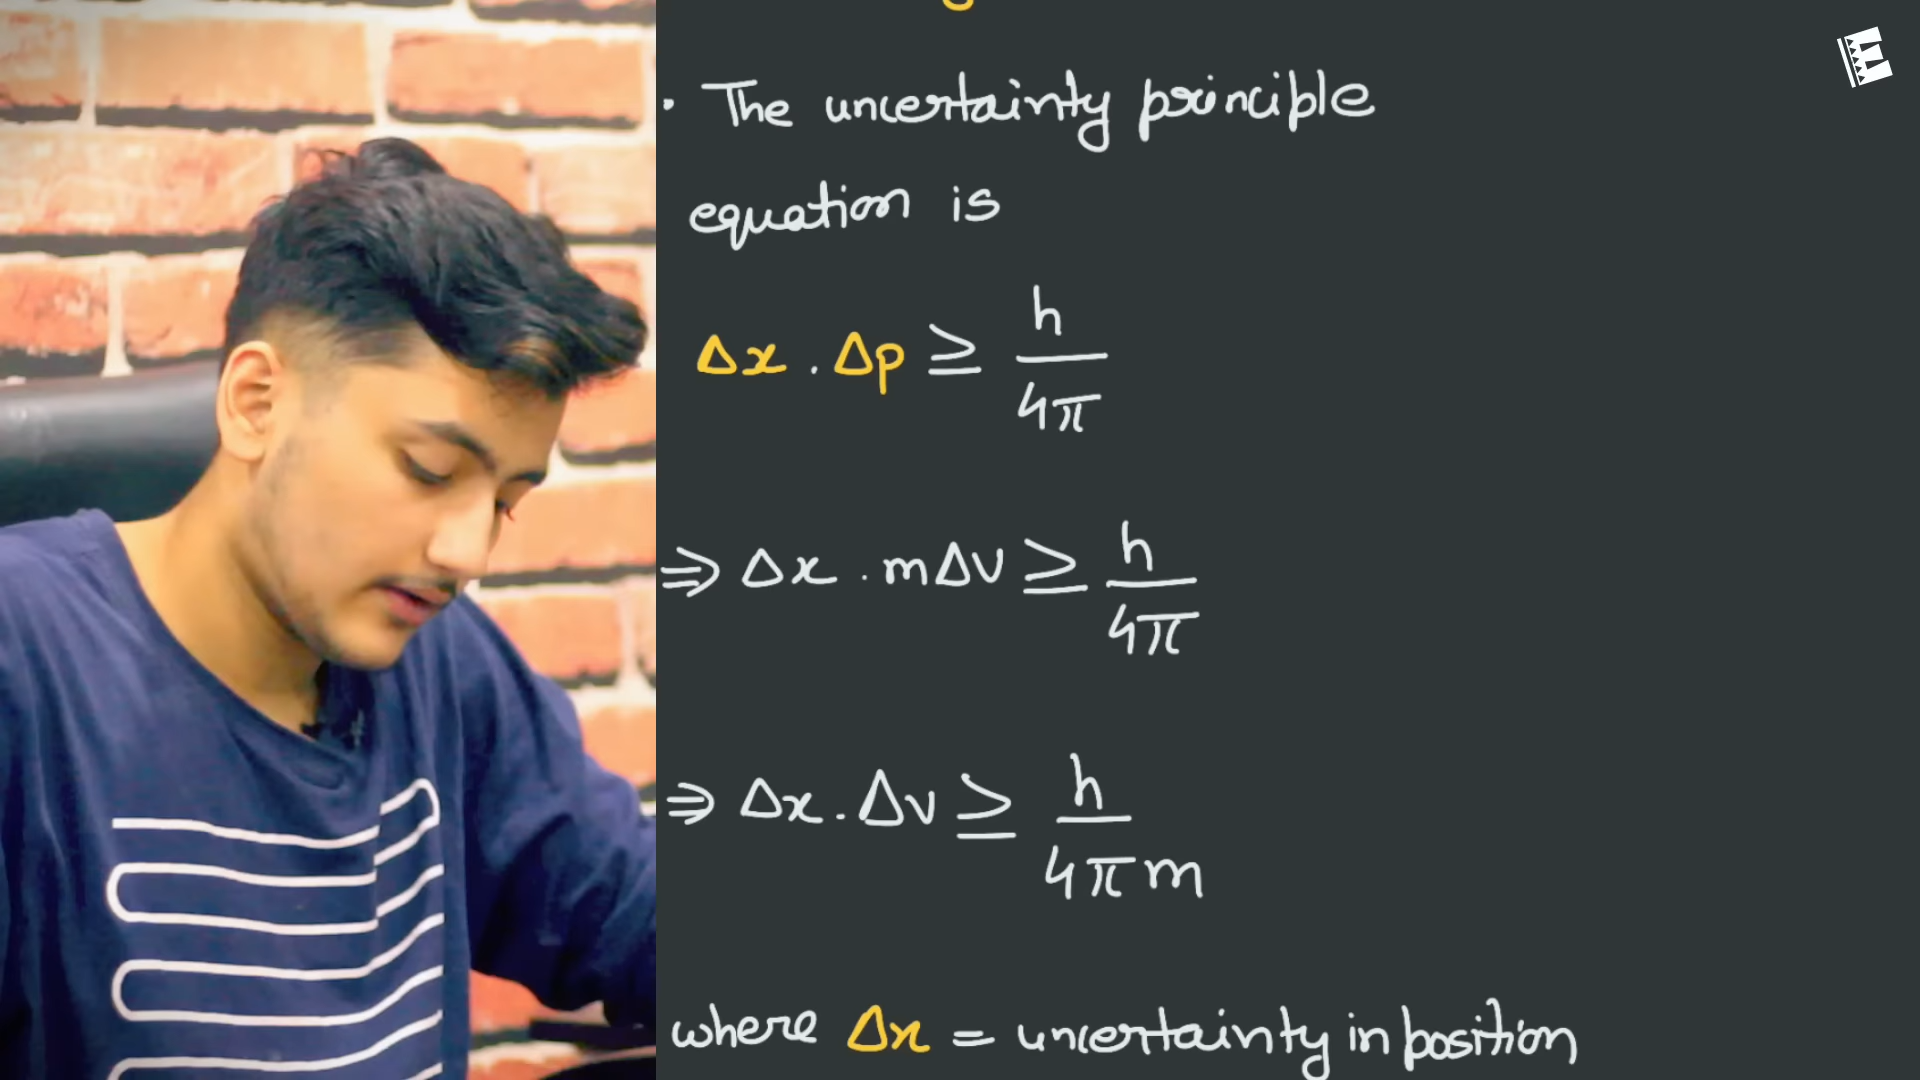 • The uncertainty principle
equation is
Δx . Δp ≥ h/4π
⇒ Δx . mΔv ≥ h/4π
⇒ Δx . Δv ≥ h/4πm
where Δx = uncertainty in position
E